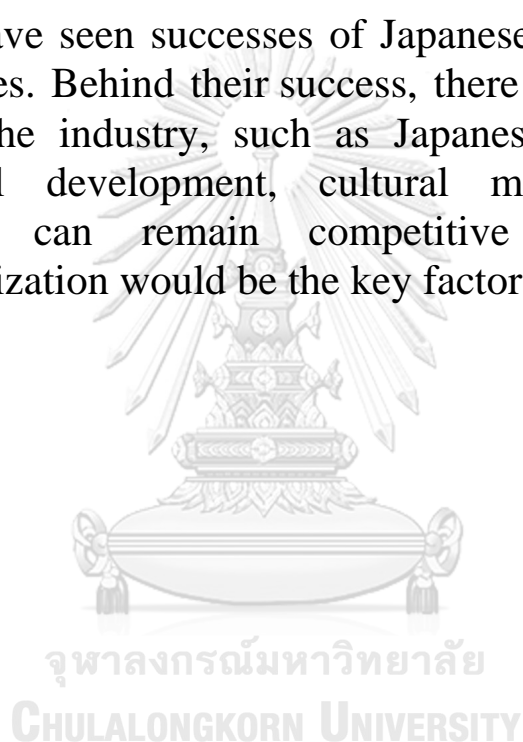 ave seen successes of Japanese
es. Behind their success, there
he industry, such as Japanes
l development, cultural m
can remain competitive
ization would be the key factor
จุฬาลงกรณ์มหาวิทยาลัย
CHULALONGKORN UNIVERSITY